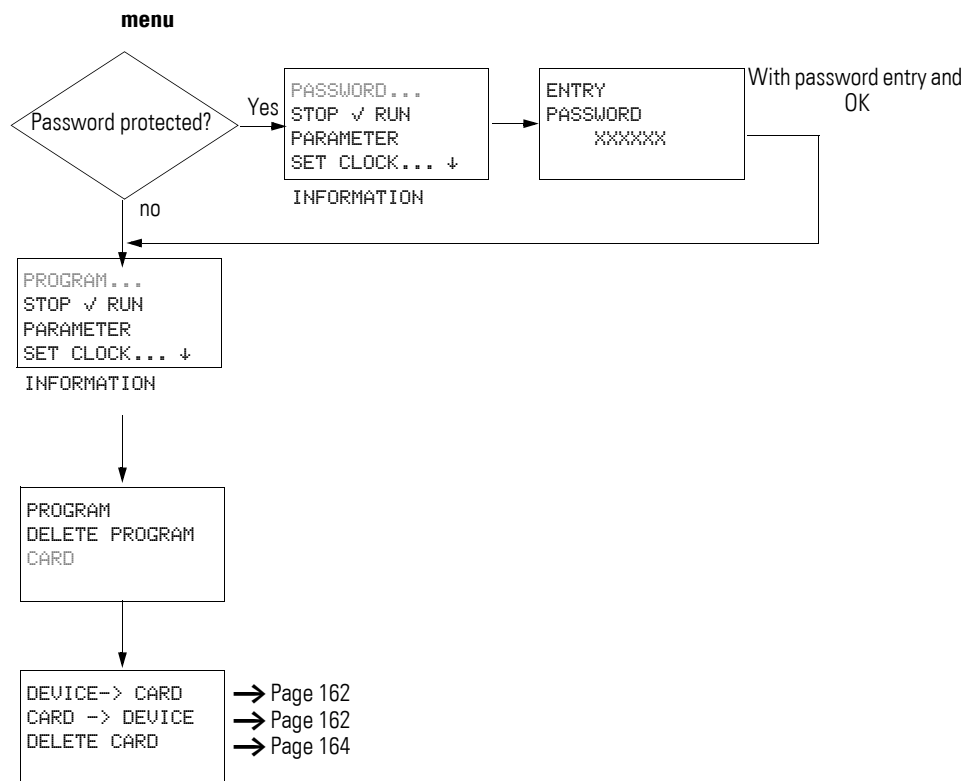 menu
Password protected?
Yes
PASSWORD...
STOP √ RUN
PARAMETER
SET CLOCK... ↓
INFORMATION
ENTRY
PASSWORD
XXXXXX
With password entry and
OK
no
PROGRAM...
STOP √ RUN
PARAMETER
SET CLOCK... ↓
INFORMATION
PROGRAM
DELETE PROGRAM
CARD
DEVICE-> CARD → Page 162
CARD -> DEVICE → Page 162
DELETE CARD → Page 164